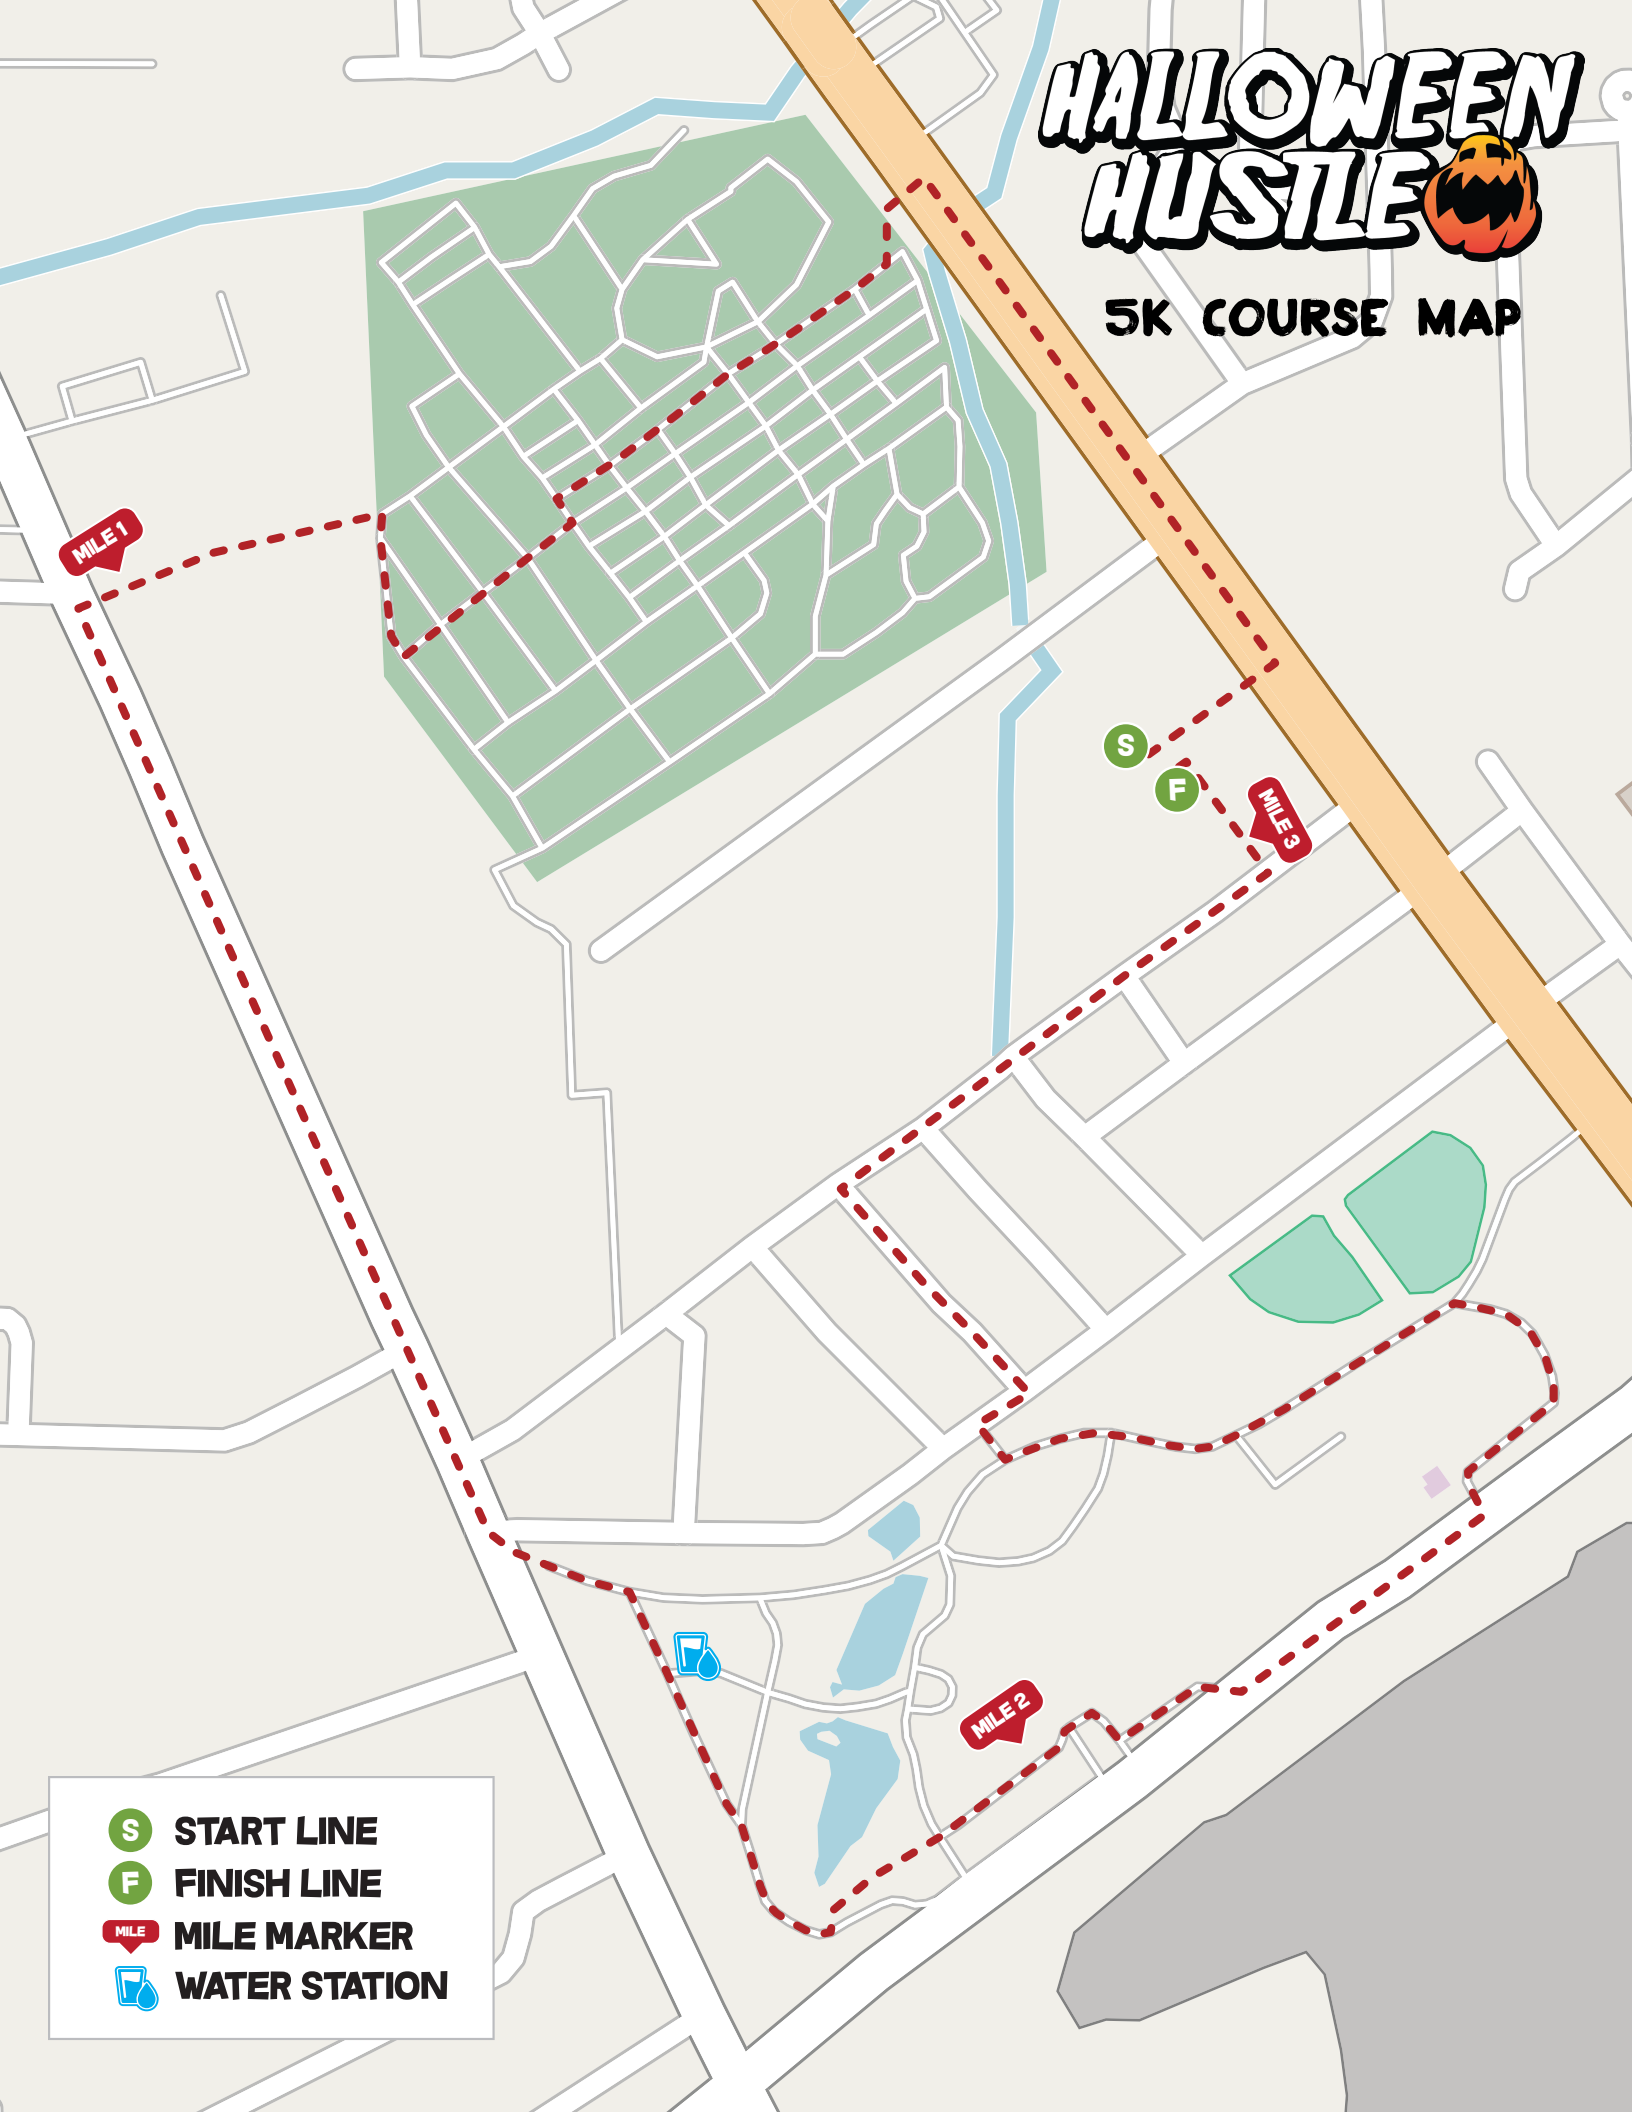 HALLOWEEN
HUSTLE
5K COURSE MAP
MILE 1
S
F
MILE 3
MILE 2
S START LINE
F FINISH LINE
MILE MILE MARKER
WATER STATION